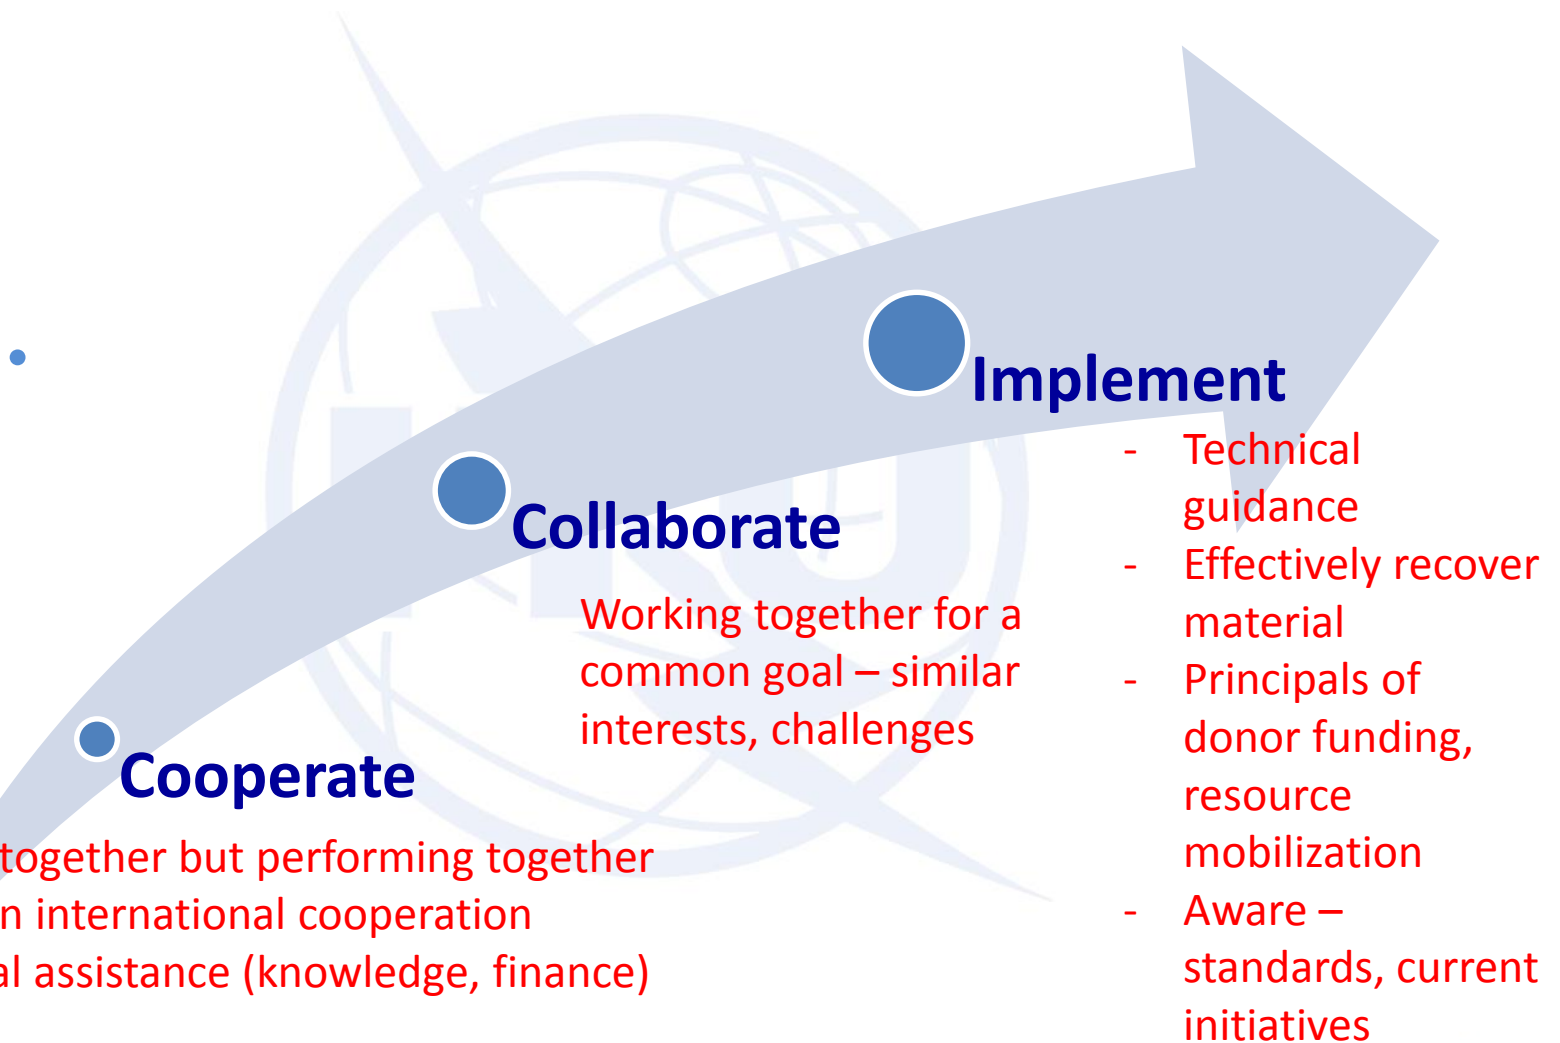 Implement
- Technical
guidance
- Effectively recover
material
- Principals of
donor funding,
resource
mobilization
- Aware –
standards, current
initiatives
Collaborate
Working together for a
common goal – similar
interests, challenges
Cooperate
together but performing together
n international cooperation
al assistance (knowledge, finance)
ITU